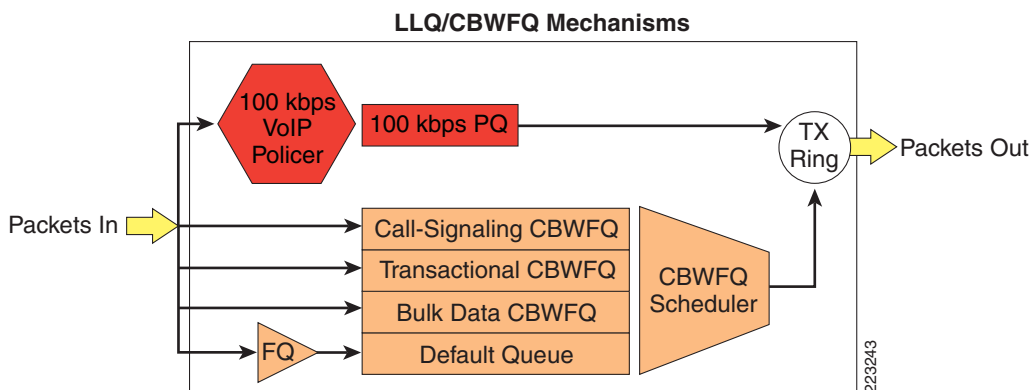 LLQ/CBWFQ Mechanisms
100 kbps
VoIP
Policer
100 kbps PQ
TX
Ring
Packets Out
Packets In
Call-Signaling CBWFQ
Transactional CBWFQ
Bulk Data CBWFQ
FQ
Default Queue
CBWFQ
Scheduler
223243